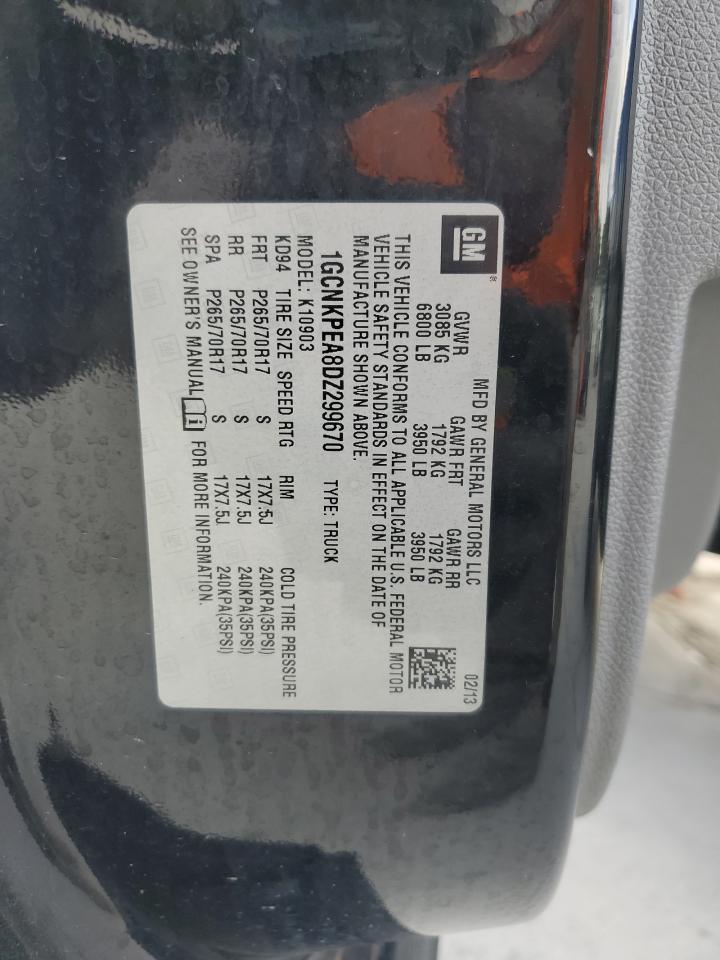 GM®
MFD BY GENERAL MOTORS LLC 02/13
GVWR GAWR FRT GAWR RR
3085 KG 1792 KG 1792 KG
6800 LB 3950 LB 3950 LB
THIS VEHICLE CONFORMS TO ALL APPLICABLE U.S. FEDERAL MOTOR
VEHICLE SAFETY STANDARDS IN EFFECT ON THE DATE OF
MANUFACTURE SHOWN ABOVE.
1GCNKPEA8DZ299670 TYPE: TRUCK
MODEL: K10903
KD94 TIRE SIZE SPEED RTG RIM COLD TIRE PRESSURE
FRT P265/70R17 S 17X7.5J 240KPA(35PSI)
RR P265/70R17 S 17X7.5J 240KPA(35PSI)
SPA P265/70R17 S 17X7.5J 240KPA(35PSI)
SEE OWNER'S MANUAL FOR MORE INFORMATION.